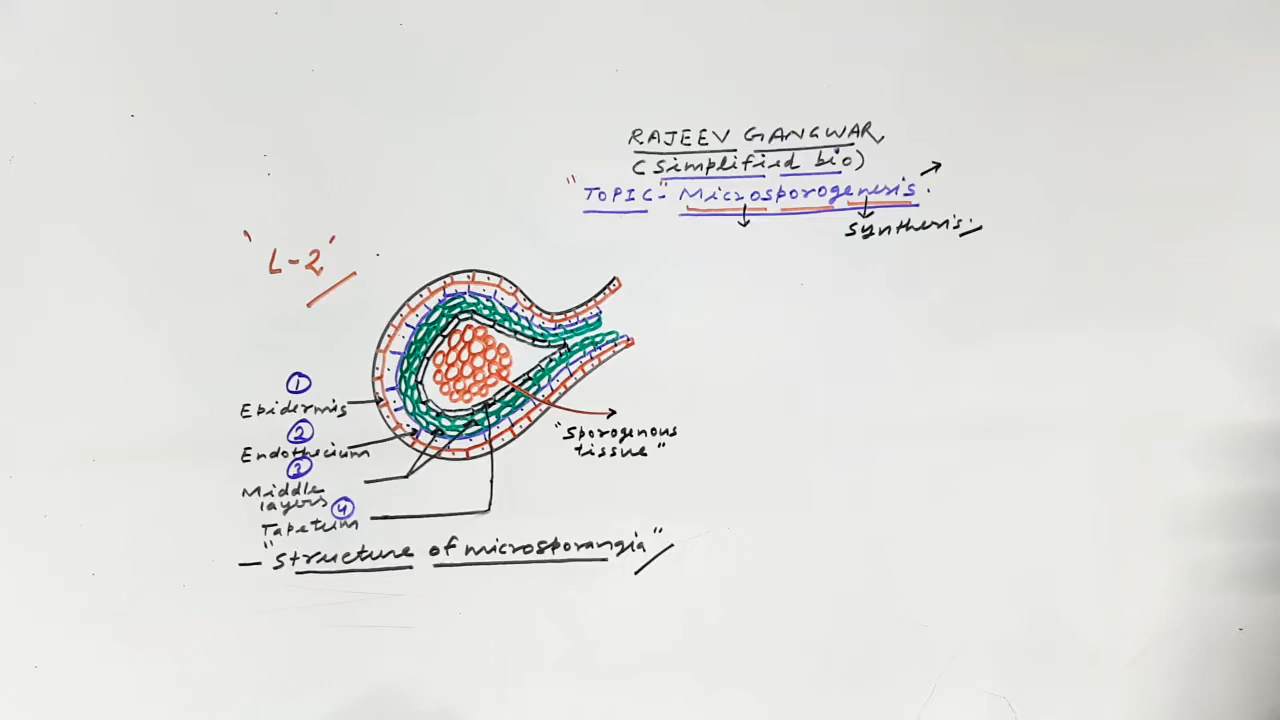 RAJEEV GANGWAR
(Simplified bio)
"TOPIC"- Microsporogenesis.
Synthesis.
"L-2"
1
Epidermis
2
Endothecium
3
Middle
layers
4
Tapetum
"Sporogenous
tissue"
- "Structure of microsporangia"